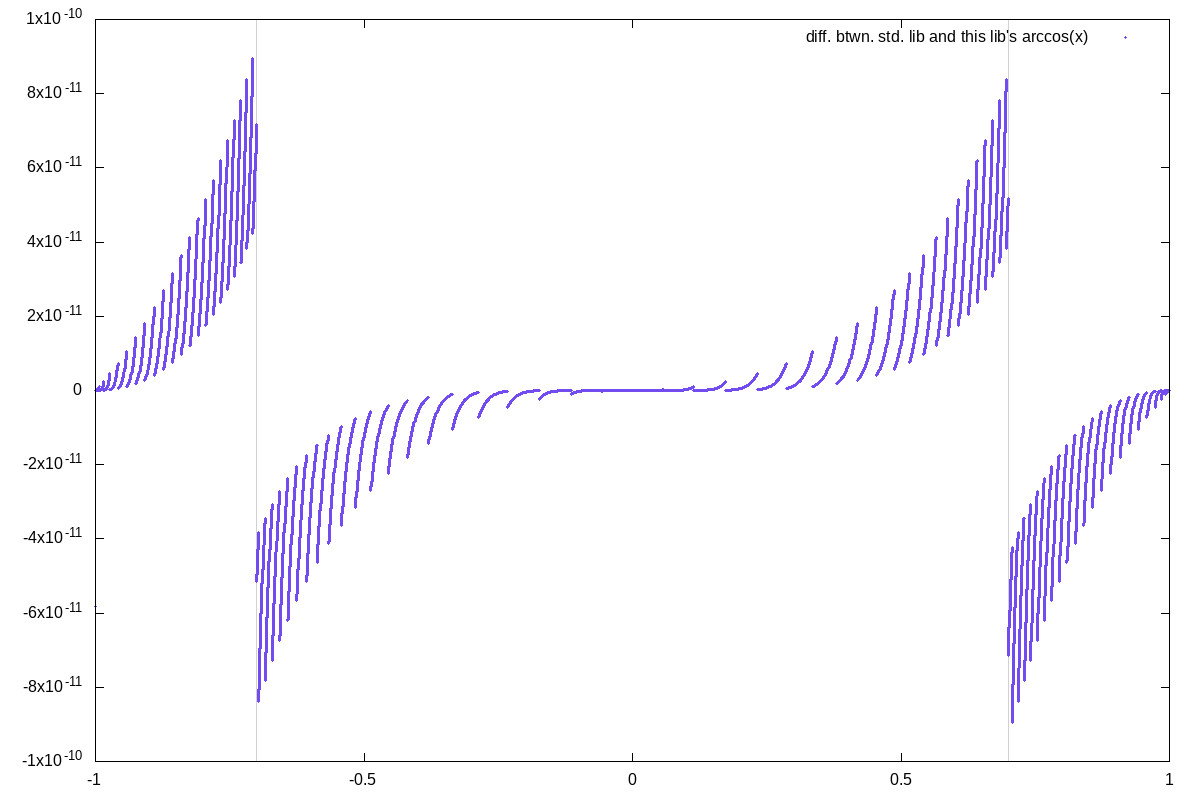 1x10⁻¹⁰
diff. btwn. std. lib and this lib's arccos(x)
8x10⁻¹¹
6x10⁻¹¹
4x10⁻¹¹
2x10⁻¹¹
0
-2x10⁻¹¹
-4x10⁻¹¹
-6x10⁻¹¹
-8x10⁻¹¹
-1x10⁻¹⁰
-1 -0.5 0 0.5 1